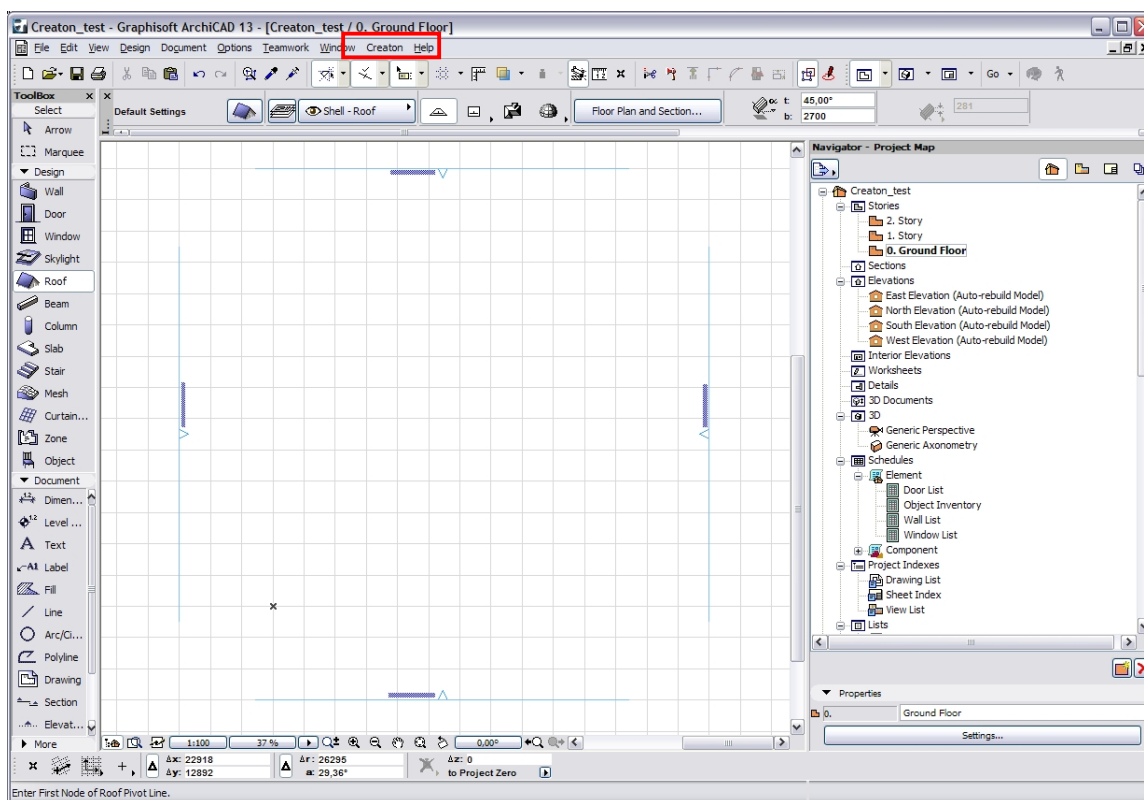 Creaton_test - Graphisoft ArchiCAD 13 - [Creaton_test / 0. Ground Floor]
File Edit View Design Document Options Teamwork Window Creaton Help
Go
ToolBox
Select
Arrow
Marquee
Design
Wall
Door
Window
Skylight
Roof
Beam
Column
Slab
Stair
Mesh
Curtain...
Zone
Object
Document
Dimen...
Level ...
Text
Label
Fill
Line
Arc/Ci...
Polyline
Drawing
Section
Elevat...
More
Default Settings
Shell - Roof
Floor Plan and Section...
t: 45,00°
b: 2700
281
Navigator - Project Map
Creaton_test
Stories
2. Story
1. Story
0. Ground Floor
Sections
Elevations
East Elevation (Auto-rebuild Model)
North Elevation (Auto-rebuild Model)
South Elevation (Auto-rebuild Model)
West Elevation (Auto-rebuild Model)
Interior Elevations
Worksheets
Details
3D Documents
3D
Generic Perspective
Generic Axonometry
Schedules
Element
Door List
Object Inventory
Wall List
Window List
Component
Project Indexes
Drawing List
Sheet Index
View List
Lists
Properties
0. Ground Floor
Settings...
1:100 37 % 0,00°
Δx: 22918 Δr: 26295 Δz: 0
Δy: 12892 a: 29,36° to Project Zero
Enter First Node of Roof Pivot Line.